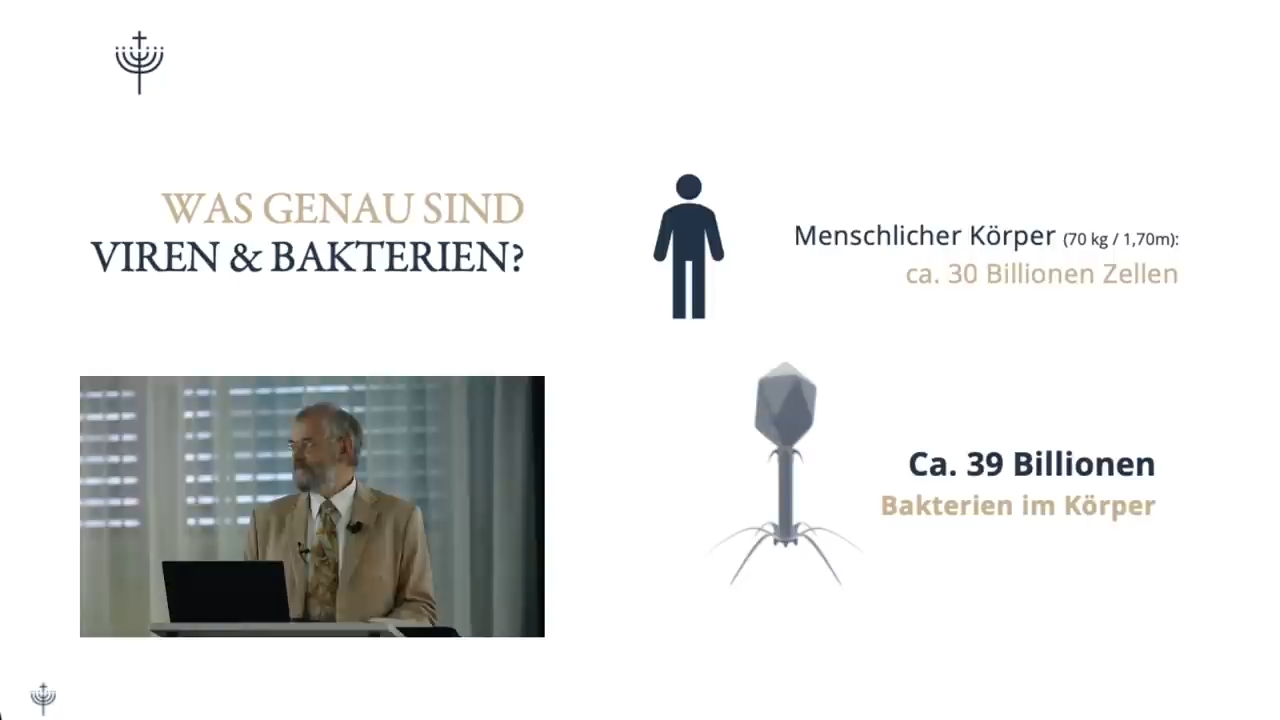 WAS GENAU SIND
VIREN & BAKTERIEN?
Menschlicher Körper (70 kg / 1,70m):
ca. 30 Billionen Zellen
Ca. 39 Billionen
Bakterien im Körper